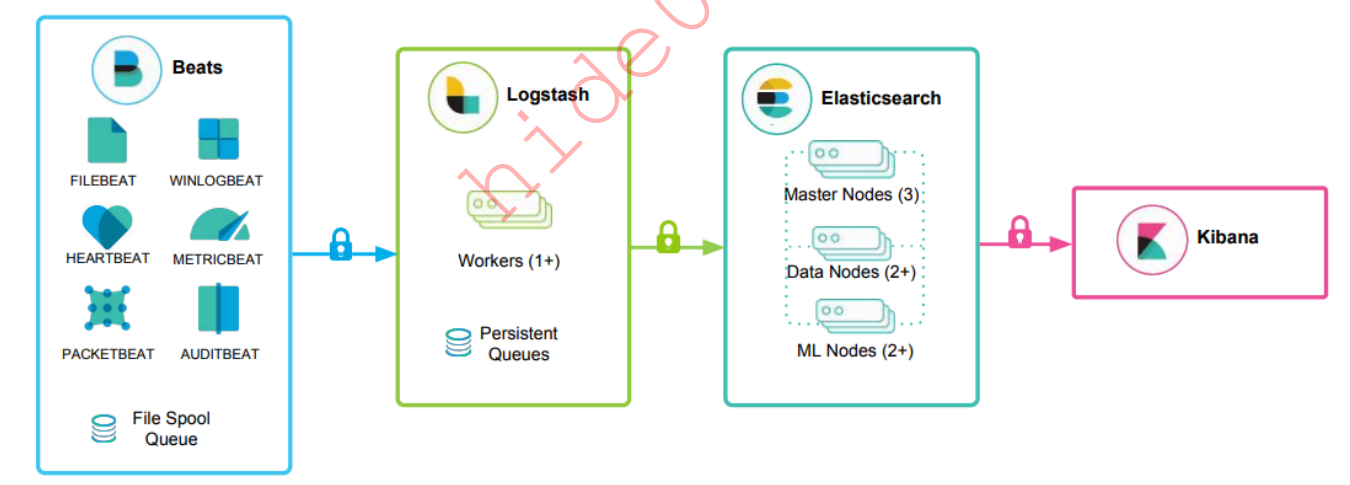 Beats
FILEBEAT
WINLOGBEAT
HEARTBEAT
METRICBEAT
PACKETBEAT
AUDITBEAT
File Spool
Queue
Logstash
Workers (1+)
Persistent
Queues
Elasticsearch
Master Nodes (3)
Data Nodes (2+)
ML Nodes (2+)
Kibana